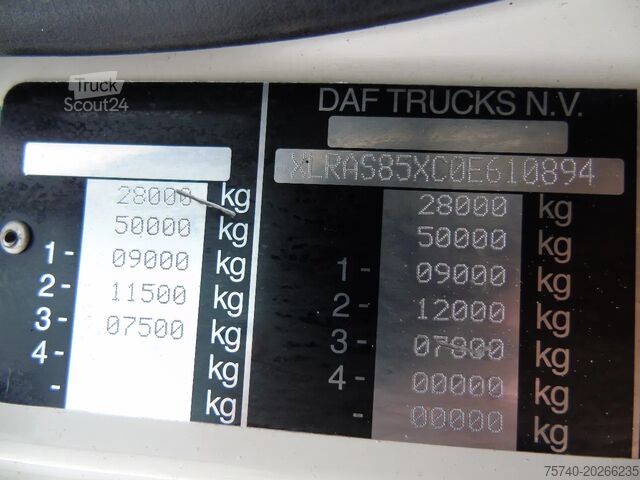 Truck
Scout24
28000 kg
50000 kg
1- 09000 kg
2- 11500 kg
3- 07500 kg
4- kg
- kg
DAF TRUCKS N.V.
XLRAS85XC0E610894
28000 kg
50000 kg
1- 09000 kg
2- 12000 kg
3- kg
4- 00000 kg
- 00000 kg
75740-20266235